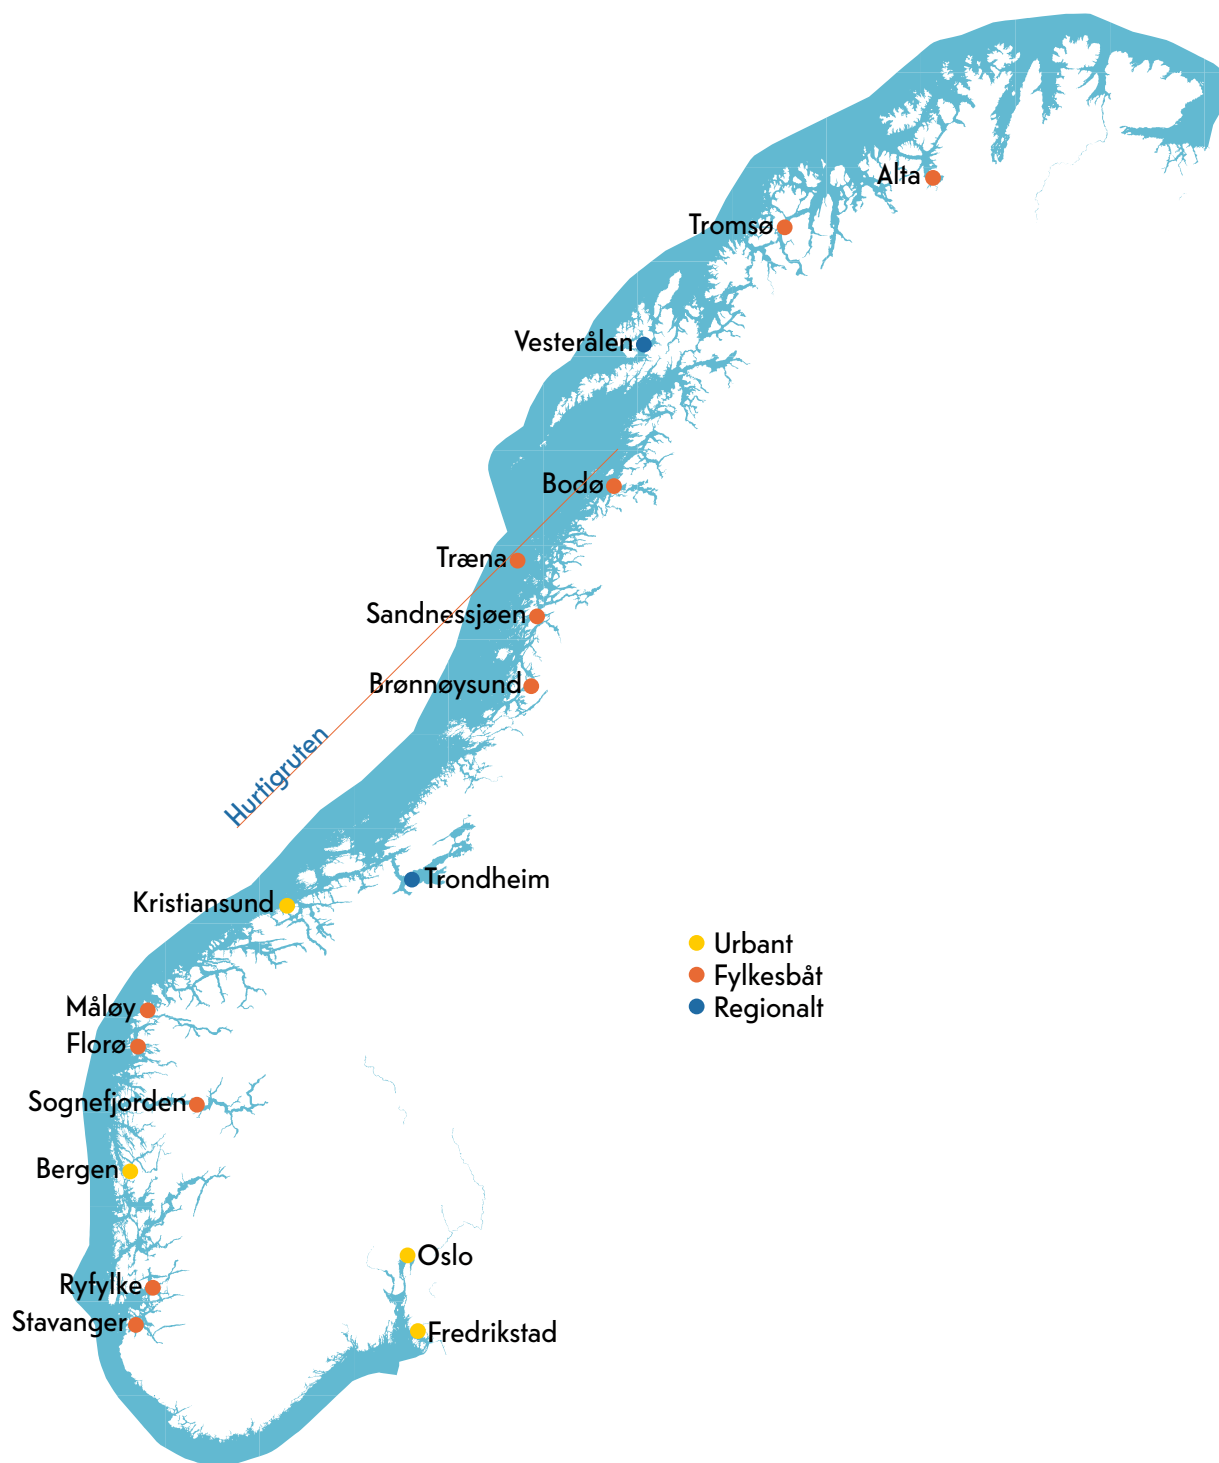 Alta
Tromsø
Vesterålen
Bodø
Træna
Sandnessjøen
Brønnøysund
Hurtigruten
Trondheim
Kristiansund
Urbant
Fylkesbåt
Regionalt
Måløy
Florø
Sognefjorden
Bergen
Oslo
Ryfylke
Stavanger
Fredrikstad